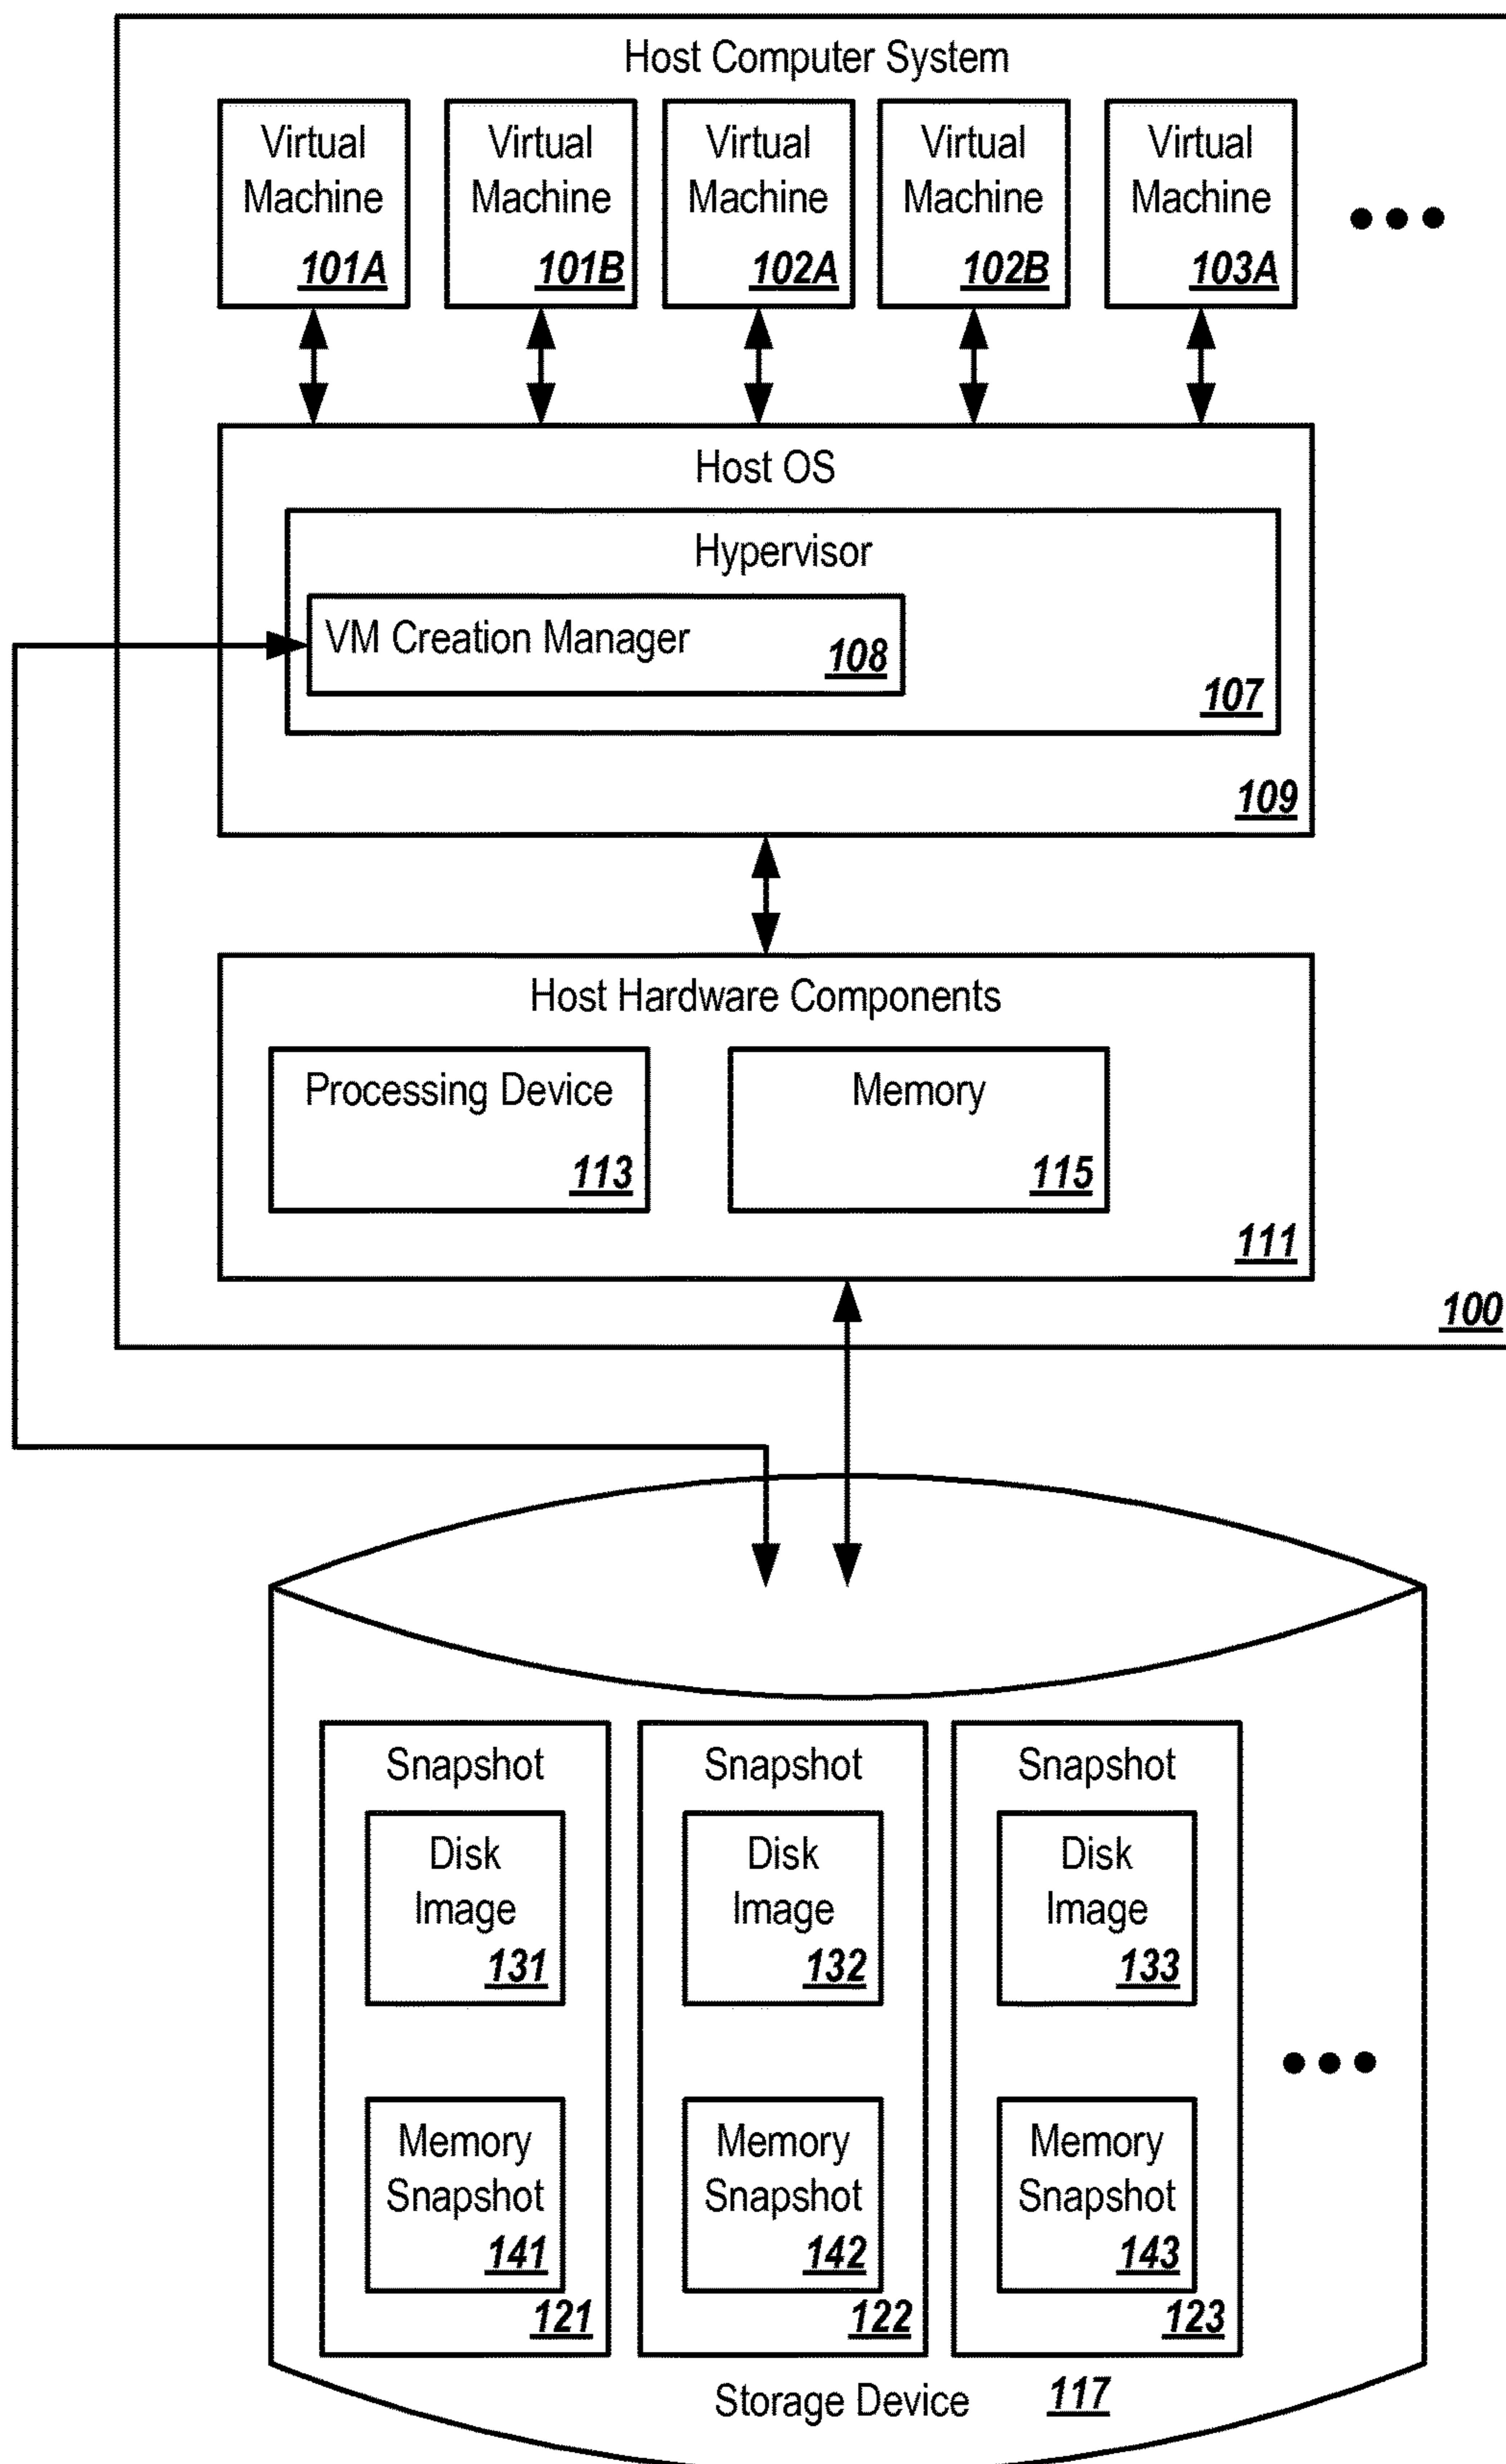 Host Computer System
Virtual Machine 101A
Virtual Machine 101B
Virtual Machine 102A
Virtual Machine 102B
Virtual Machine 103A
Host OS
Hypervisor
VM Creation Manager 108
107
109
Host Hardware Components
Processing Device 113
Memory 115
111
100
Snapshot
Disk
Image
131
Memory
Snapshot
141
121
Snapshot
Disk
Image
132
Memory
Snapshot
142
122
Snapshot
Disk
Image
133
Memory
Snapshot
143
123
Storage Device 117